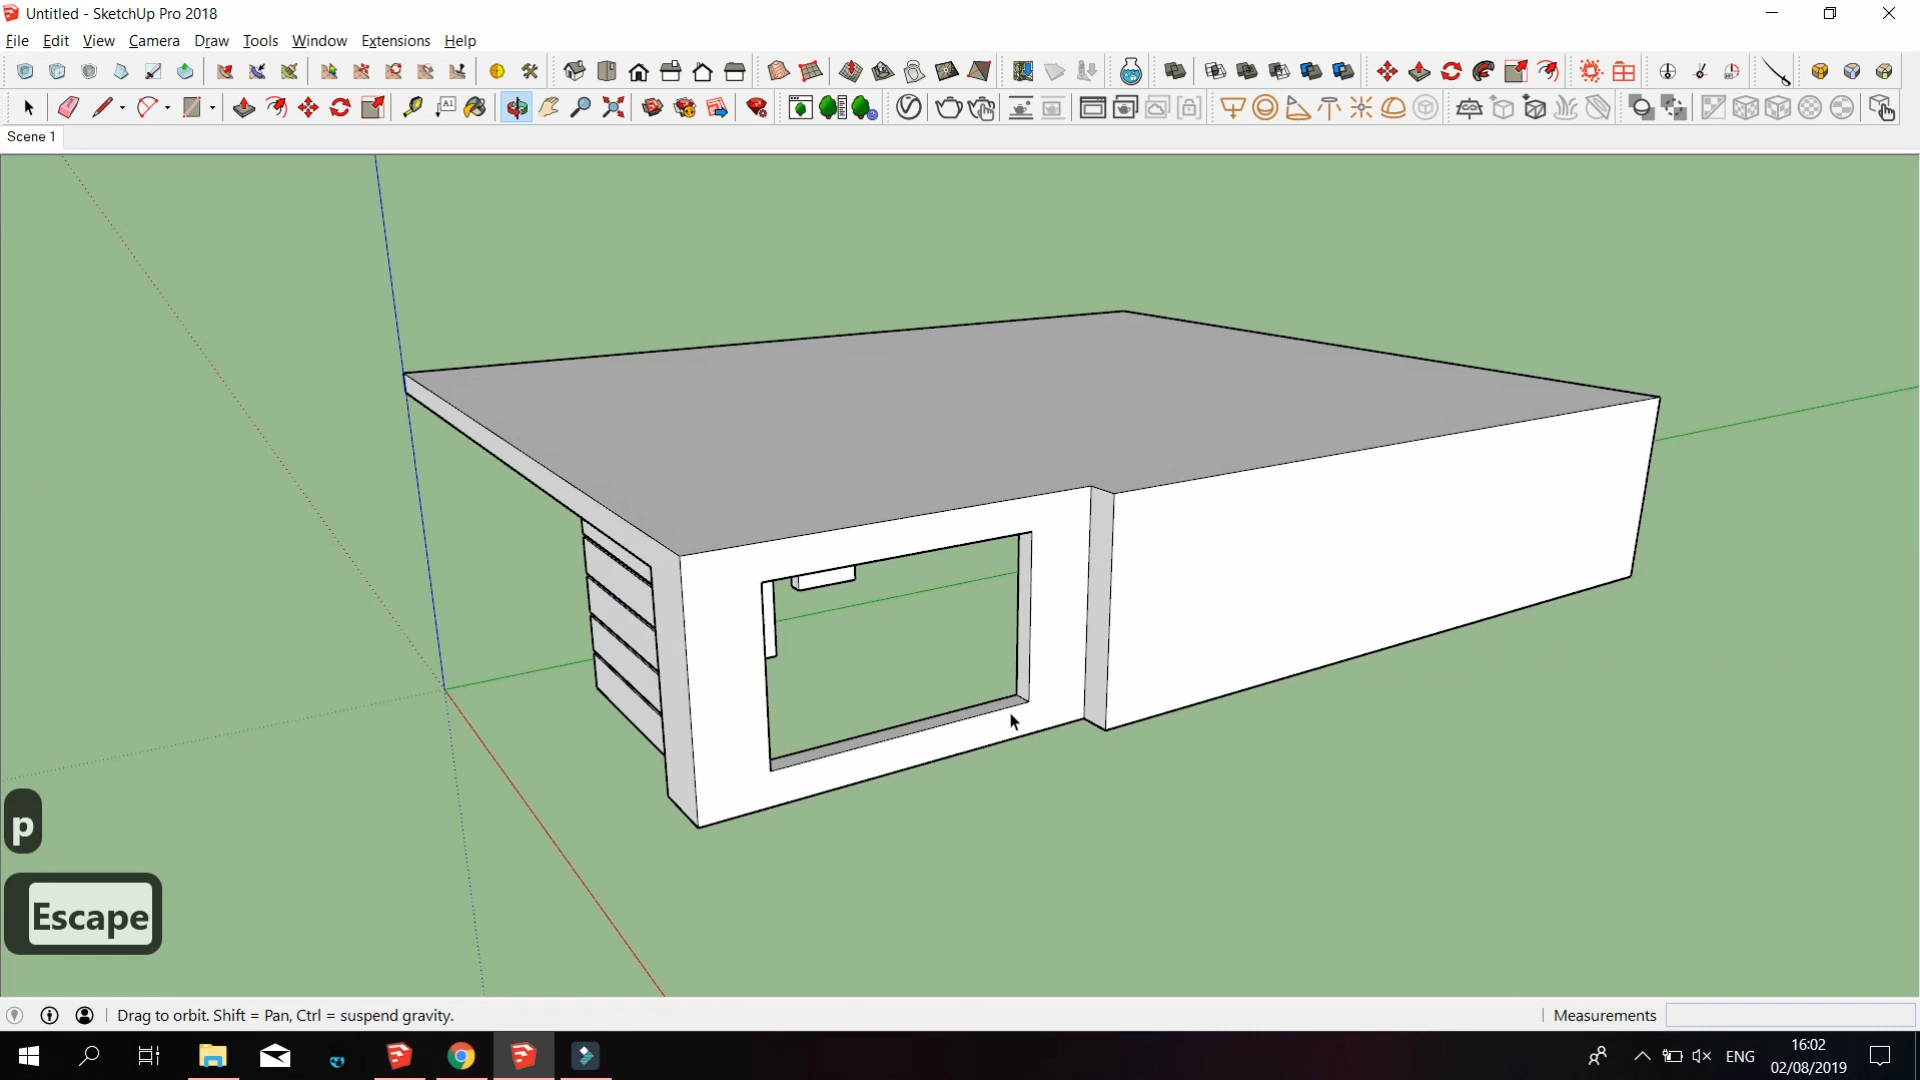 Untitled - SketchUp Pro 2018
File Edit View Camera Draw Tools Window Extensions Help
A1
Scene 1
p
Escape
Drag to orbit. Shift = Pan, Ctrl = suspend gravity.
Measurements
ENG
16:02
02/08/2019